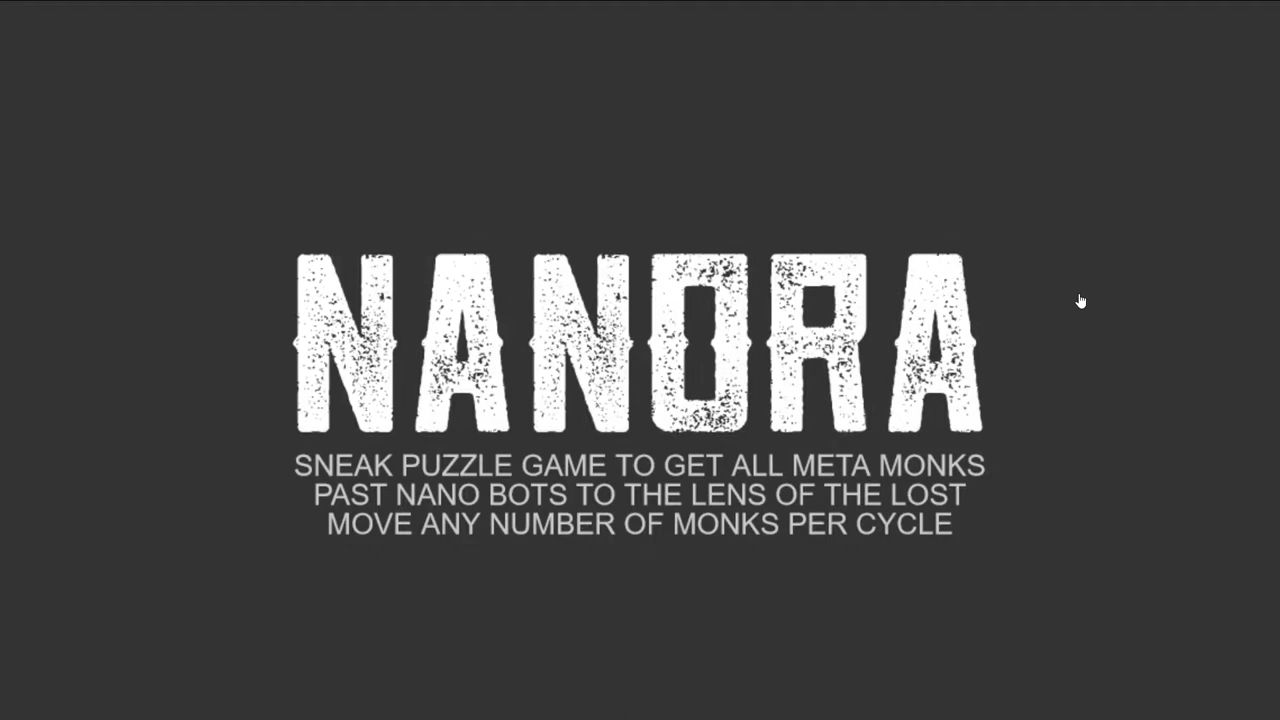 NANORA
SNEAK PUZZLE GAME TO GET ALL META MONKS
PAST NANO BOTS TO THE LENS OF THE LOST
MOVE ANY NUMBER OF MONKS PER CYCLE